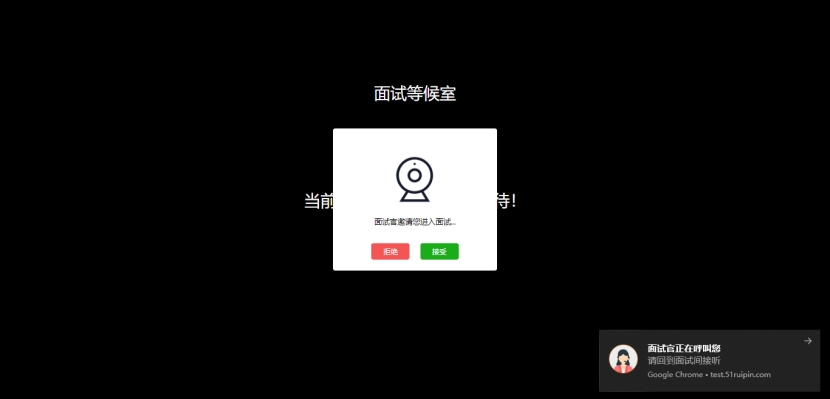 面试等候室
当前
待!
面试官邀请您进入面试...
拒绝
接受
面试官正在呼叫您
请回到面试间接听
Google Chrome • test.51ruipin.com